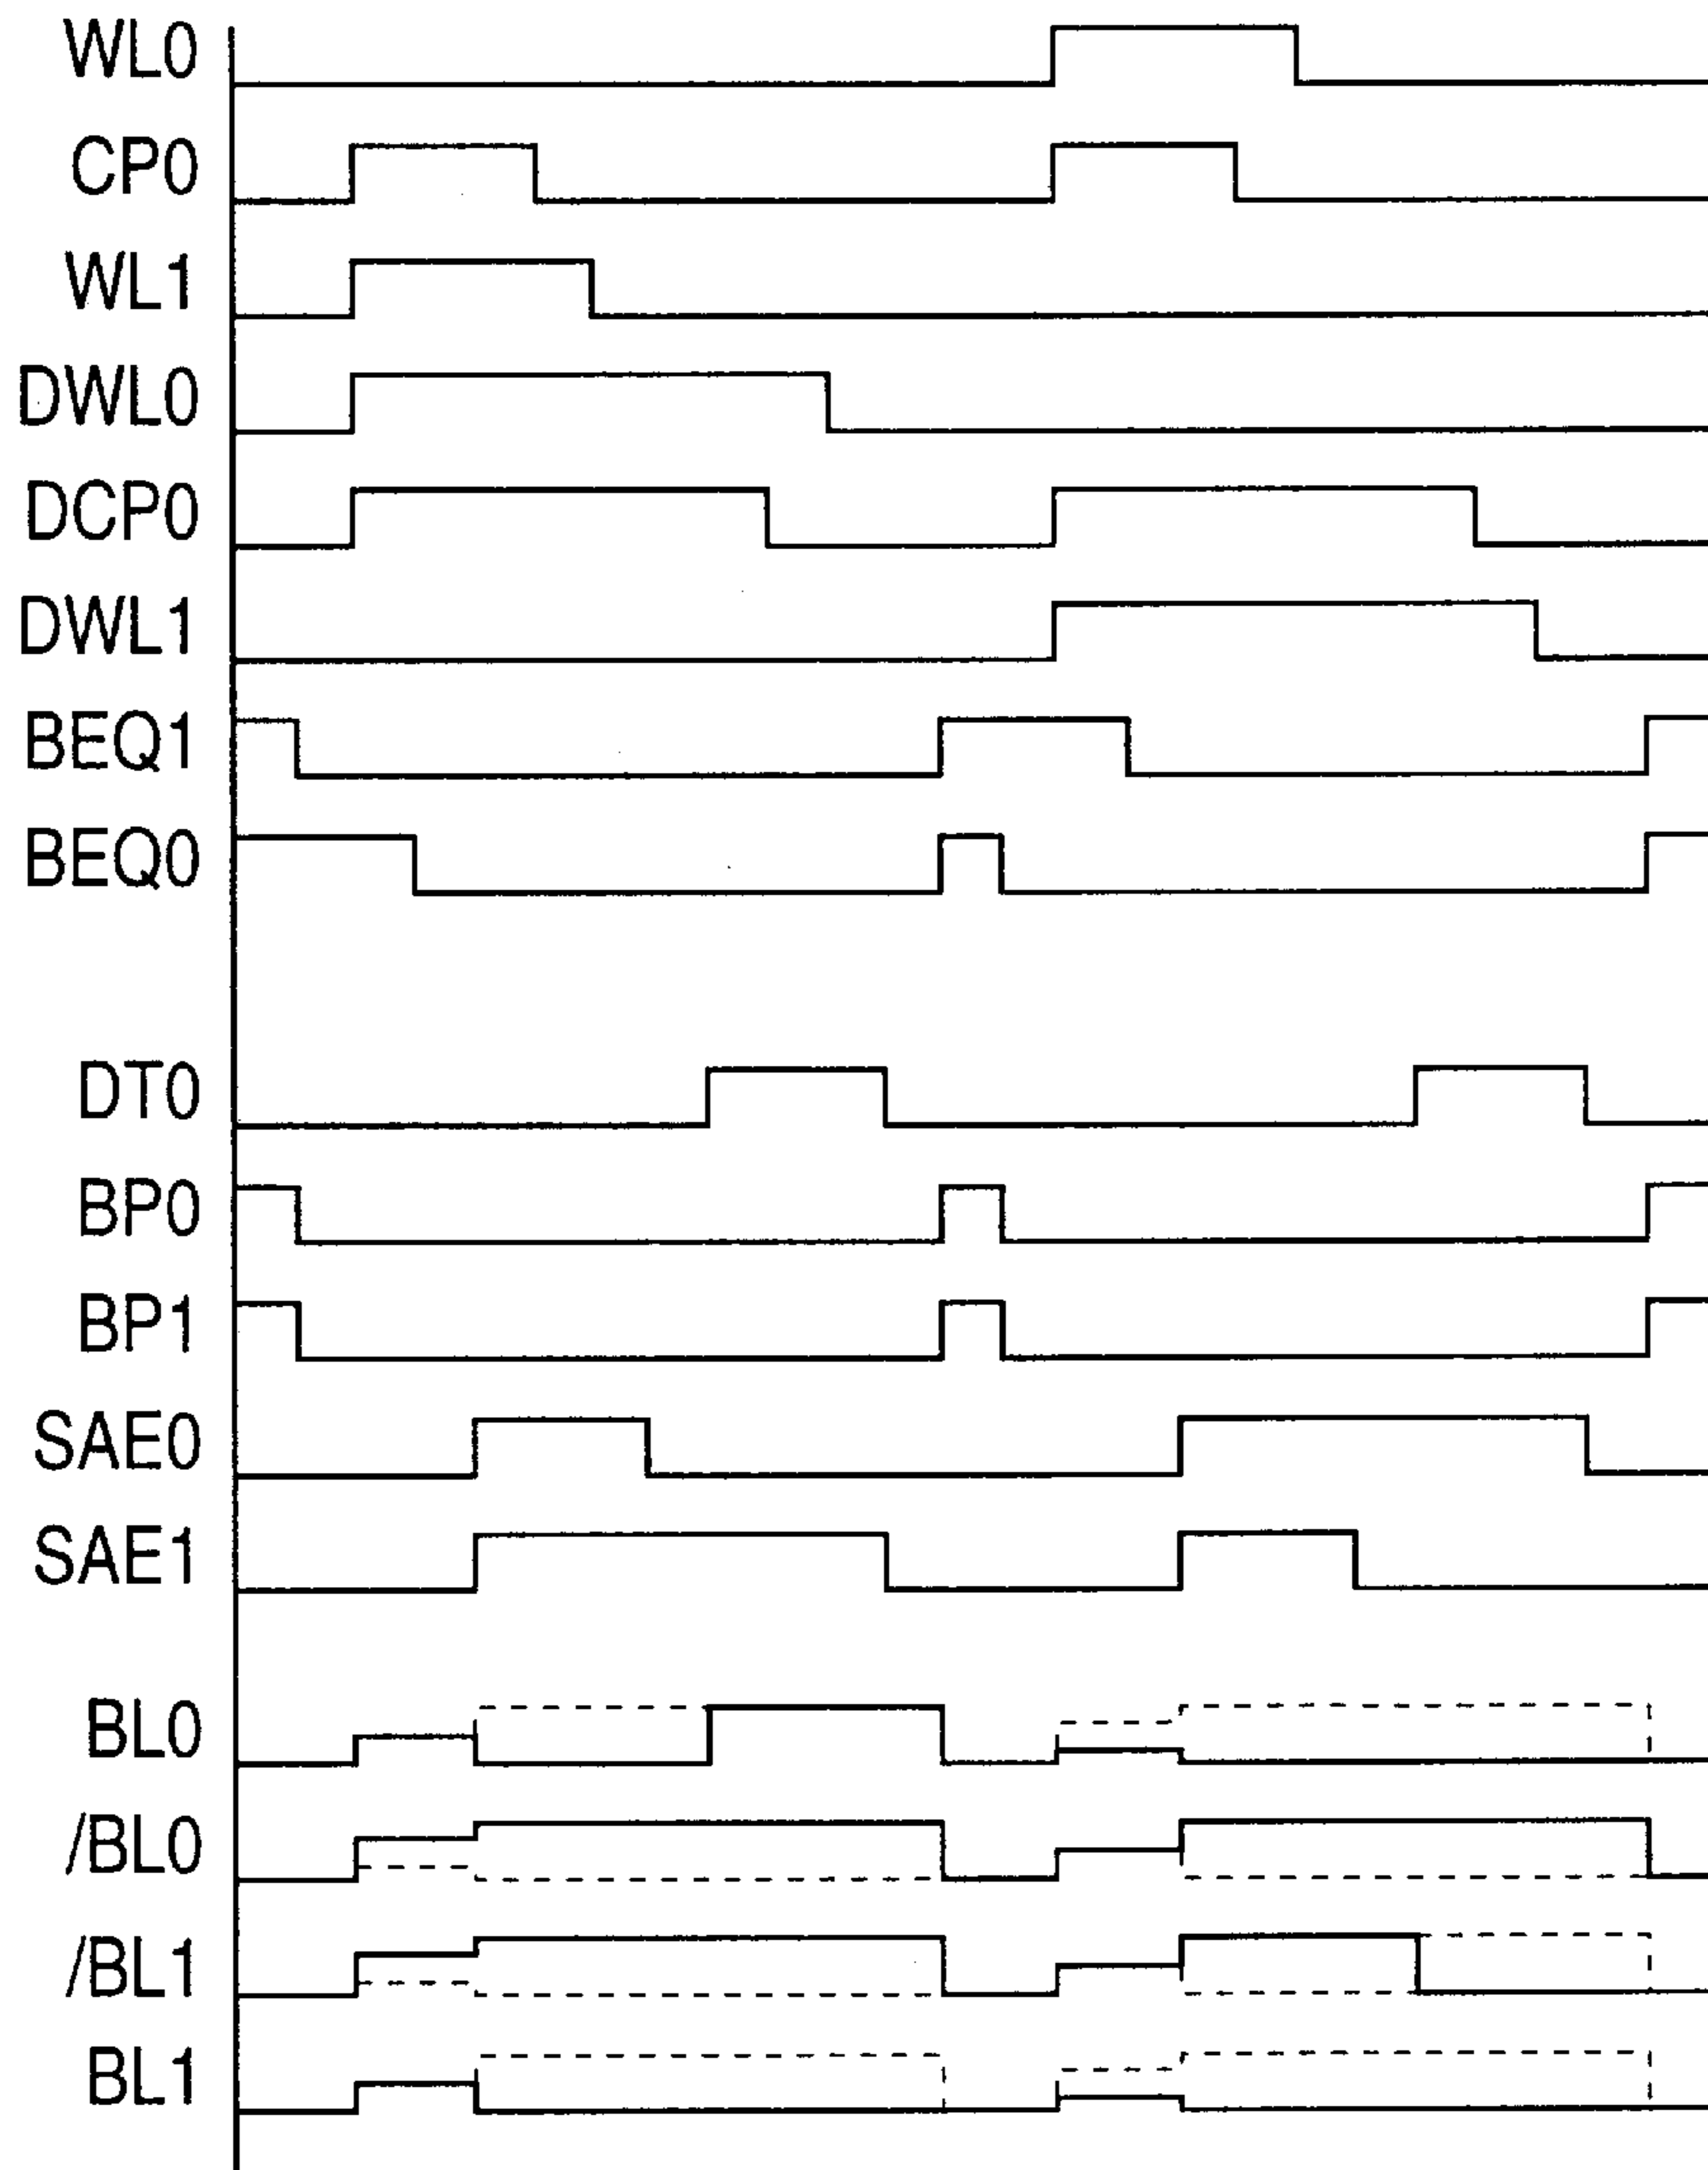 WL0
CP0
WL1
DWL0
DCP0
DWL1
BEQ1
BEQ0
DT0
BP0
BP1
SAE0
SAE1
BL0
/BL0
/BL1
BL1